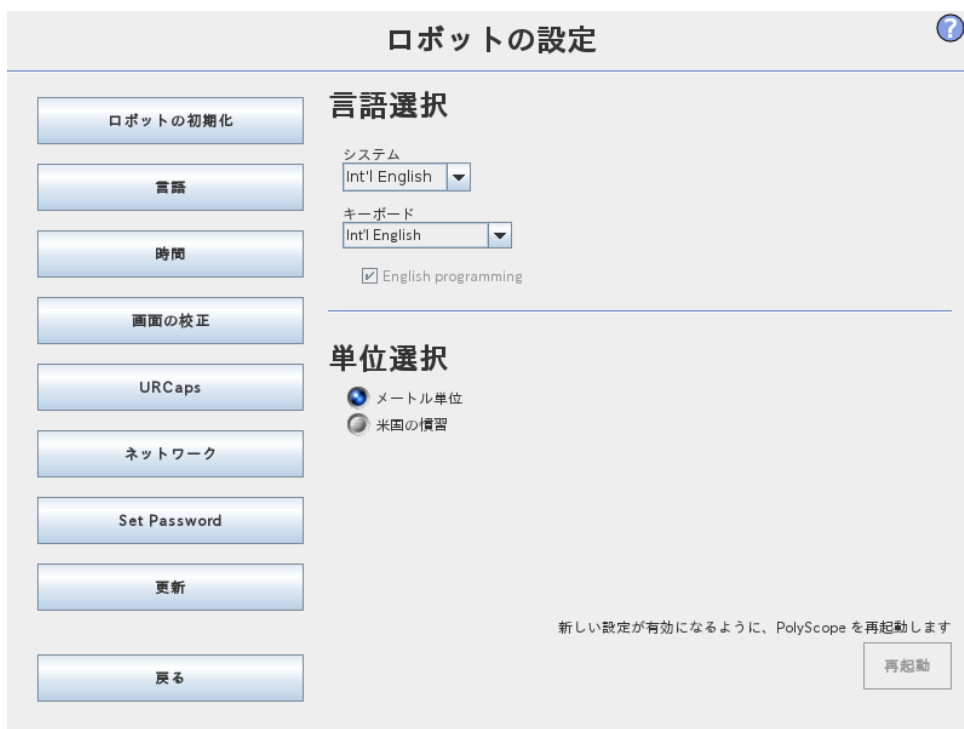 ロボットの設定
?
ロボットの初期化
言語
時間
画面の校正
URCaps
ネットワーク
Set Password
更新
戻る
言語選択
システム
Int'l English
キーボード
Int'l English
English programming
単位選択
メートル単位
米国の慣習
新しい設定が有効になるように、PolyScope を再起動します
再起動